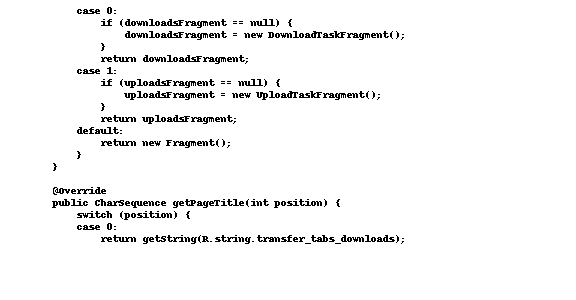 case 0:
if (downloadsFragment == null) {
downloadsFragment = new DownloadTaskFragment();
}
return downloadsFragment;
case 1:
if (uploadsFragment == null) {
uploadsFragment = new UploadTaskFragment();
}
return uploadsFragment;
default:
return new Fragment();
}
}
@Override
public CharSequence getPageTitle(int position) {
switch (position) {
case 0:
return getString(R.string.transfer_tabs_downloads);